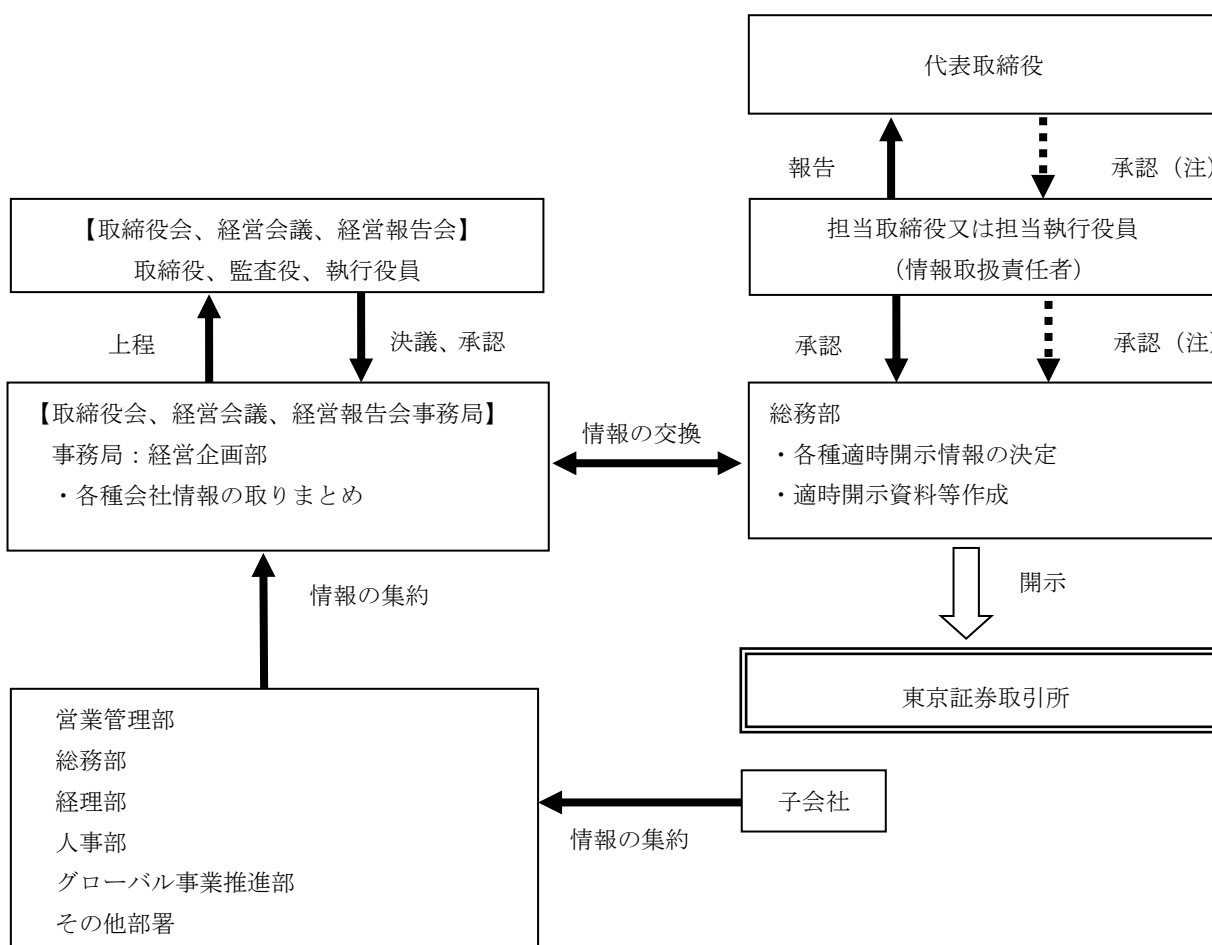 代表取締役
報告
承認（注）
【取締役会、経営会議、経営報告会】
取締役、監査役、執行役員
担当取締役又は担当執行役員
（情報取扱責任者）
上程
決議、承認
承認
承認（注）
【取締役会、経営会議、経営報告会事務局】
事務局：経営企画部
・各種会社情報の取りまとめ
情報の交換
総務部
・各種適時開示情報の決定
・適時開示資料等作成
情報の集約
開示
東京証券取引所
営業管理部
総務部
経理部
人事部
グローバル事業推進部
その他部署
情報の集約
子会社